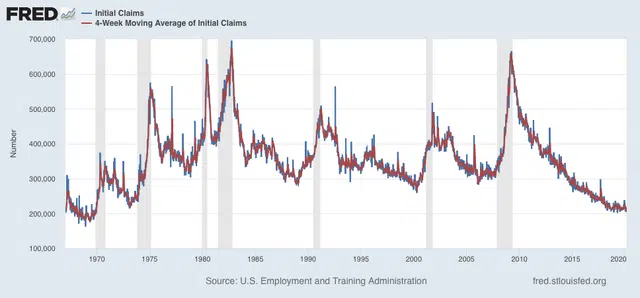 FRED
Initial Claims
4-Week Moving Average of Initial Claims
700,000
600,000
500,000
400,000
300,000
200,000
100,000
Number
1970 1975 1980 1985 1990 1995 2000 2005 2010 2015 2020
Source: U.S. Employment and Training Administration fred.stlouisfed.org